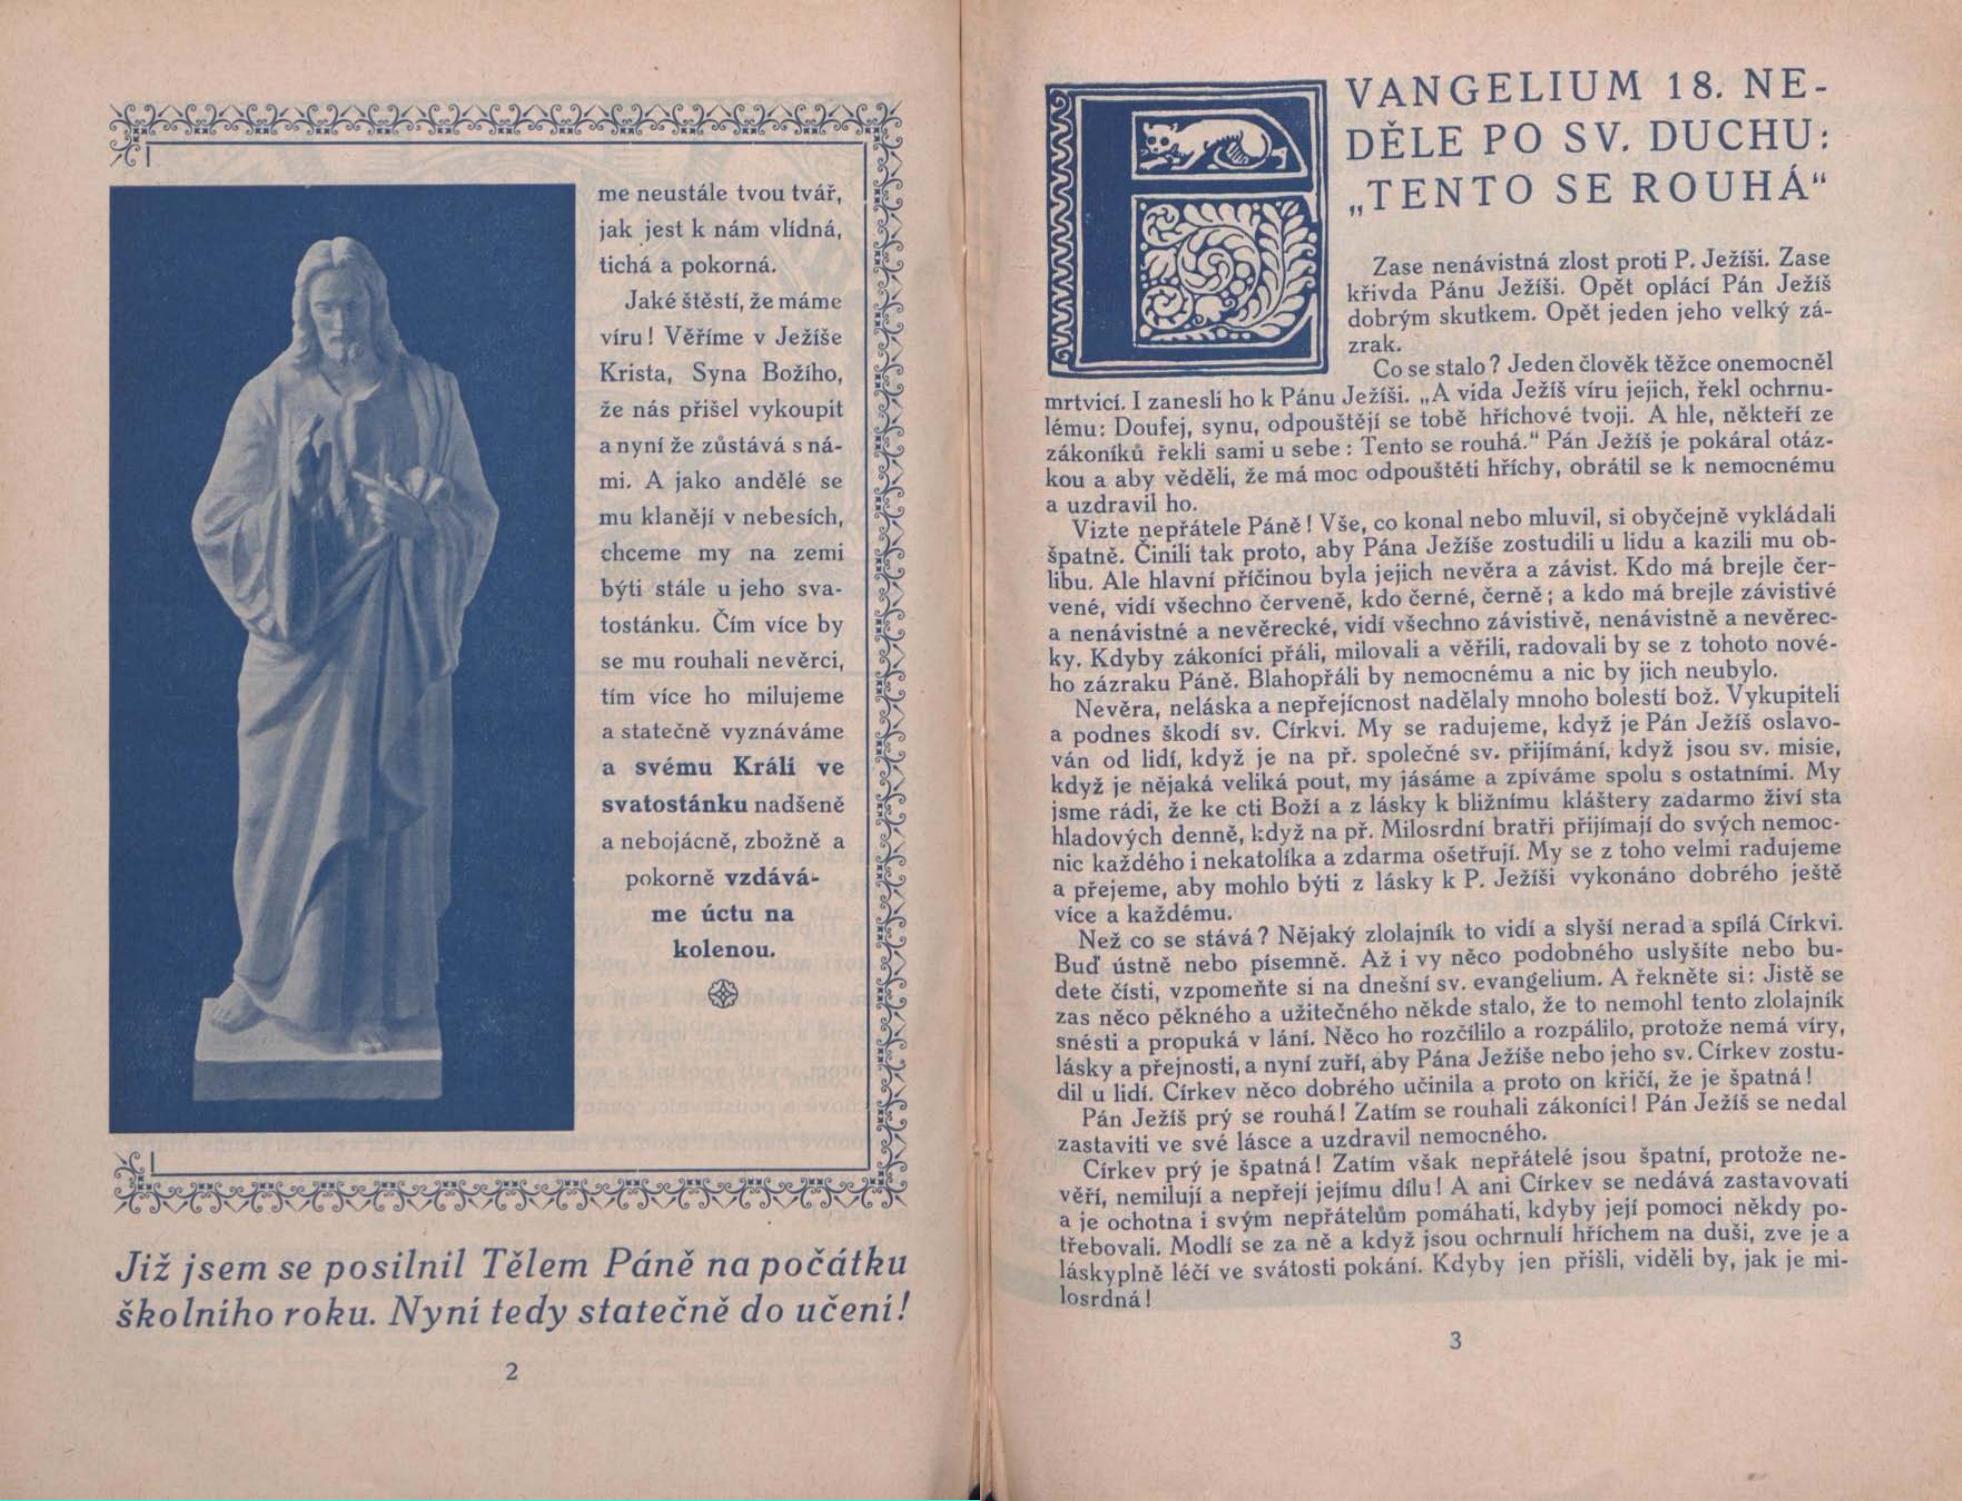 me neustále tvou tvář,
jak jest k nám vlídná,
tichá a pokorná.
Jaké štěstí, že máme
víru! Věříme v Ježíše
Krista, Syna Božího,
že nás přišel vykoupit
a nyní že zůstává s ná-
mi. A jako andělé se
mu klanějí v nebesích,
chceme my na zemi
býti stále u jeho sva-
tostánku. Čím více by
se mu rouhali nevěrci,
tím více ho milujeme
a statečně vyznáváme
a svému Králi ve
svatostánku nadšeně
a nebojácně, zbožně a
pokorně vzdává-
me úctu na
kolenou.
Již jsem se posilnil Tělem Páně na počátku
školního roku. Nyní tedy statečně do učení!
2
EVANGELIUM 18. NE-
DĚLE PO SV. DUCHU:
„TENTO SE ROUHÁ“
Zase nenávistná zlost proti P. Ježíši. Zase
křivda Pánu Ježíši. Opět oplácí Pán Ježíš
dobrým skutkem. Opět jeden jeho velký zá-
zrak.
Co se stalo? Jeden člověk těžce onemocněl
mrtvicí. I zanesli ho k Pánu Ježíši. „A vida Ježíš víru jejich, řekl ochrnu-
lému: Doufej, synu, odpouštějí se tobě hříchové tvoji. A hle, někteří ze
zákoníků řekli sami u sebe: Tento se rouhá.“ Pán Ježíš je pokáral otáz-
kou a aby věděli, že má moc odpouštěti hříchy, obrátil se k nemocnému
a uzdravil ho.
Vizte nepřátele Páně! Vše, co konal nebo mluvil, si obyčejně vykládali
špatně. Činili tak proto, aby Pána Ježíše zostudili u lidu a kazili mu ob-
libu. Ale hlavní příčinou byla jejich nevěra a závist. Kdo má brejle čer-
vené, vidí všechno červeně, kdo černé, černě; a kdo má brejle závistivé
a nenávistné a nevěrecké, vidí všechno závistivě, nenávistně a nevěrec-
ky. Kdyby zákoníci přáli, milovali a věřili, radovali by se z tohoto nové-
ho zázraku Páně. Blahopřáli by nemocnému a nic by jich neubylo.
Nevěra, neláska a nepřejícnost nadělaly mnoho bolestí bož. Vykupiteli
a podnes škodí sv. Církvi. My se radujeme, když je Pán Ježíš oslavo-
ván od lidí, když je na př. společné sv. přijímání, když jsou sv. misie,
když je nějaká veliká pout, my jásáme a zpíváme spolu s ostatními. My
jsme rádi, že ke cti Boží a z lásky k bližnímu kláštery zadarmo živí sta
hladových denně, když na př. Milosrdní bratři přijímají do svých nemoc-
nic každého i nekatolíka a zdarma ošetřují. My se z toho velmi radujeme
a přejeme, aby mohlo býti z lásky k P. Ježíši vykonáno dobrého ještě
více a každému.
Než co se stává? Nějaký zlolajník to vidí a slyší nerad a spílá Církvi.
Buď ústně nebo písemně. Až i vy něco podobného uslyšíte nebo bu-
dete čísti, vzpomeňte si na dnešní sv. evangelium. A řekněte si: Jistě se
zas něco pěkného a užitečného někde stalo, že to nemohl tento zlolajník
snésti a propuká v lání. Něco ho rozčílilo a rozpálilo, protože nemá víry,
lásky a přejnosti, a nyní zuří, aby Pána Ježíše nebo jeho sv. Církev zostu-
dil u lidí. Církev něco dobrého učinila a proto on křičí, že je špatná!
Pán Ježíš prý se rouhá! Zatím se rouhali zákoníci! Pán Ježíš se nedal
zastaviti ve své lásce a uzdravil nemocného.
Církev prý je špatná! Zatím však nepřátelé jsou špatní, protože ne-
věří, nemilují a nepřejí jejímu dílu! A ani Církev se nedává zastavovati
a je ochotna i svým nepřátelům pomáhati, kdyby její pomoci někdy po-
třebovali. Modlí se za ně a když jsou ochrnulí hříchem na duši, zve je a
láskyplně léčí ve svátosti pokání. Kdyby jen přišli, viděli by, jak je mi-
losrdná!
3